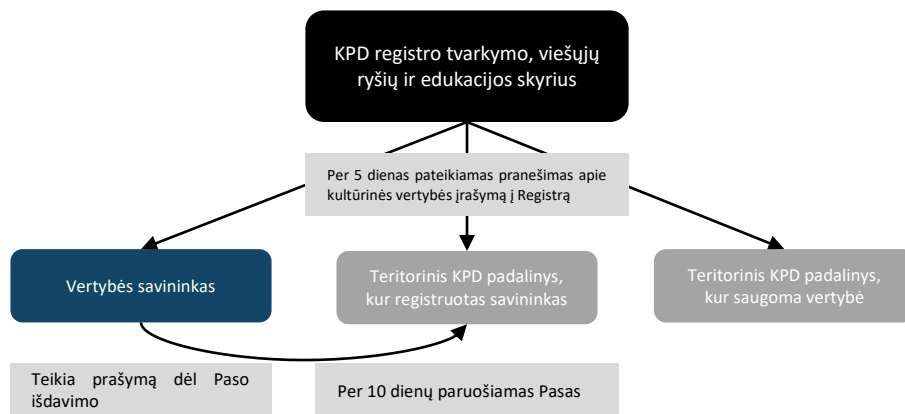 KPD registro tvarkymo, viešųjų
ryšių ir edukacijos skyrius
Per 5 dienas pateikiamas pranešimas apie
kultūrinės vertybės įrašymą į Registrą
Vertybės savininkas
Teritorinis KPD padalinys,
kur registruotas savininkas
Teritorinis KPD padalinys,
kur saugoma vertybė
Teikia prašymą dėl Paso
išdavimo
Per 10 dienų paruošiamas Pasas